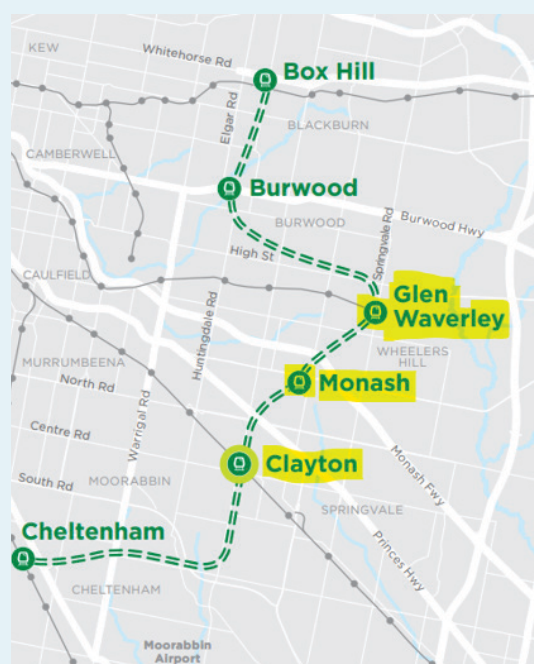 KEW
Whitehorse Rd
Box Hill
Elgar Rd
BLACKBURN
CAMBERWELL
Burwood
BURWOOD
Burwood Hwy
Springvale Rd
High St
CAULFIELD
Glen
Waverley
Huntingdale Rd
WHEELERS
HILL
MURRUMBEENA
Monash
North Rd
Warrigal Rd
Centre Rd
Clayton
Monash Fwy
South Rd
MOORABBIN
SPRINGVALE
Cheltenham
Princes Hwy
CHELTENHAM
Moorabbin
Airport